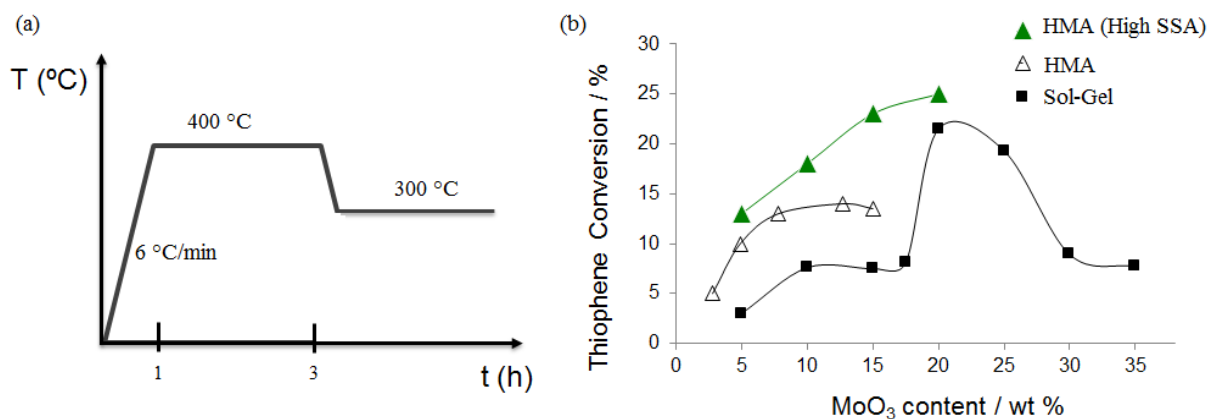 (a)
T (ºC)
400 °C
300 °C
6 °C/min
1
3
t (h)
(b)
HMA (High SSA)
HMA
Sol-Gel
Thiophene Conversion / %
30
25
20
15
10
5
0
0 5 10 15 20 25 30 35
MoO₃ content / wt %